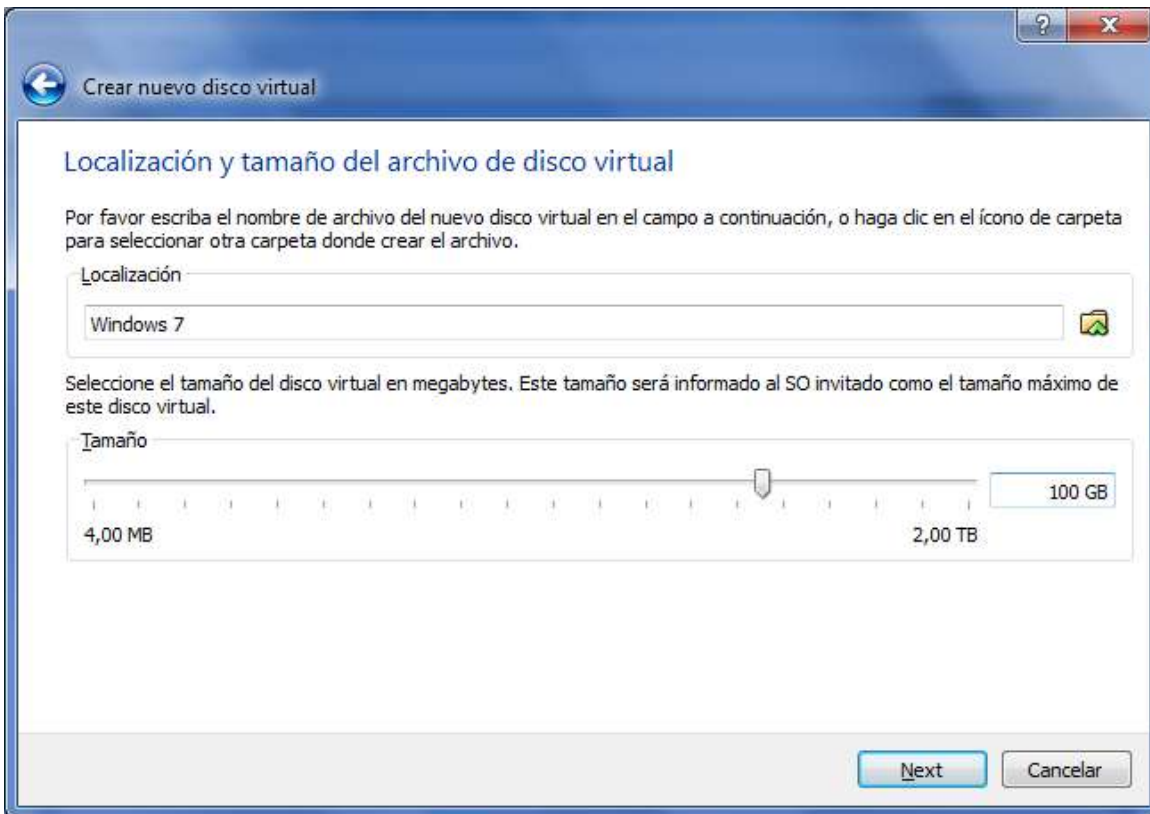 Crear nuevo disco virtual
Localización y tamaño del archivo de disco virtual
Por favor escriba el nombre de archivo del nuevo disco virtual en el campo a continuación, o haga clic en el ícono de carpeta
para seleccionar otra carpeta donde crear el archivo.
Localización
Windows 7
Seleccione el tamaño del disco virtual en megabytes. Este tamaño será informado al SO invitado como el tamaño máximo de
este disco virtual.
Tamaño
100 GB
4,00 MB 2,00 TB
Next Cancelar